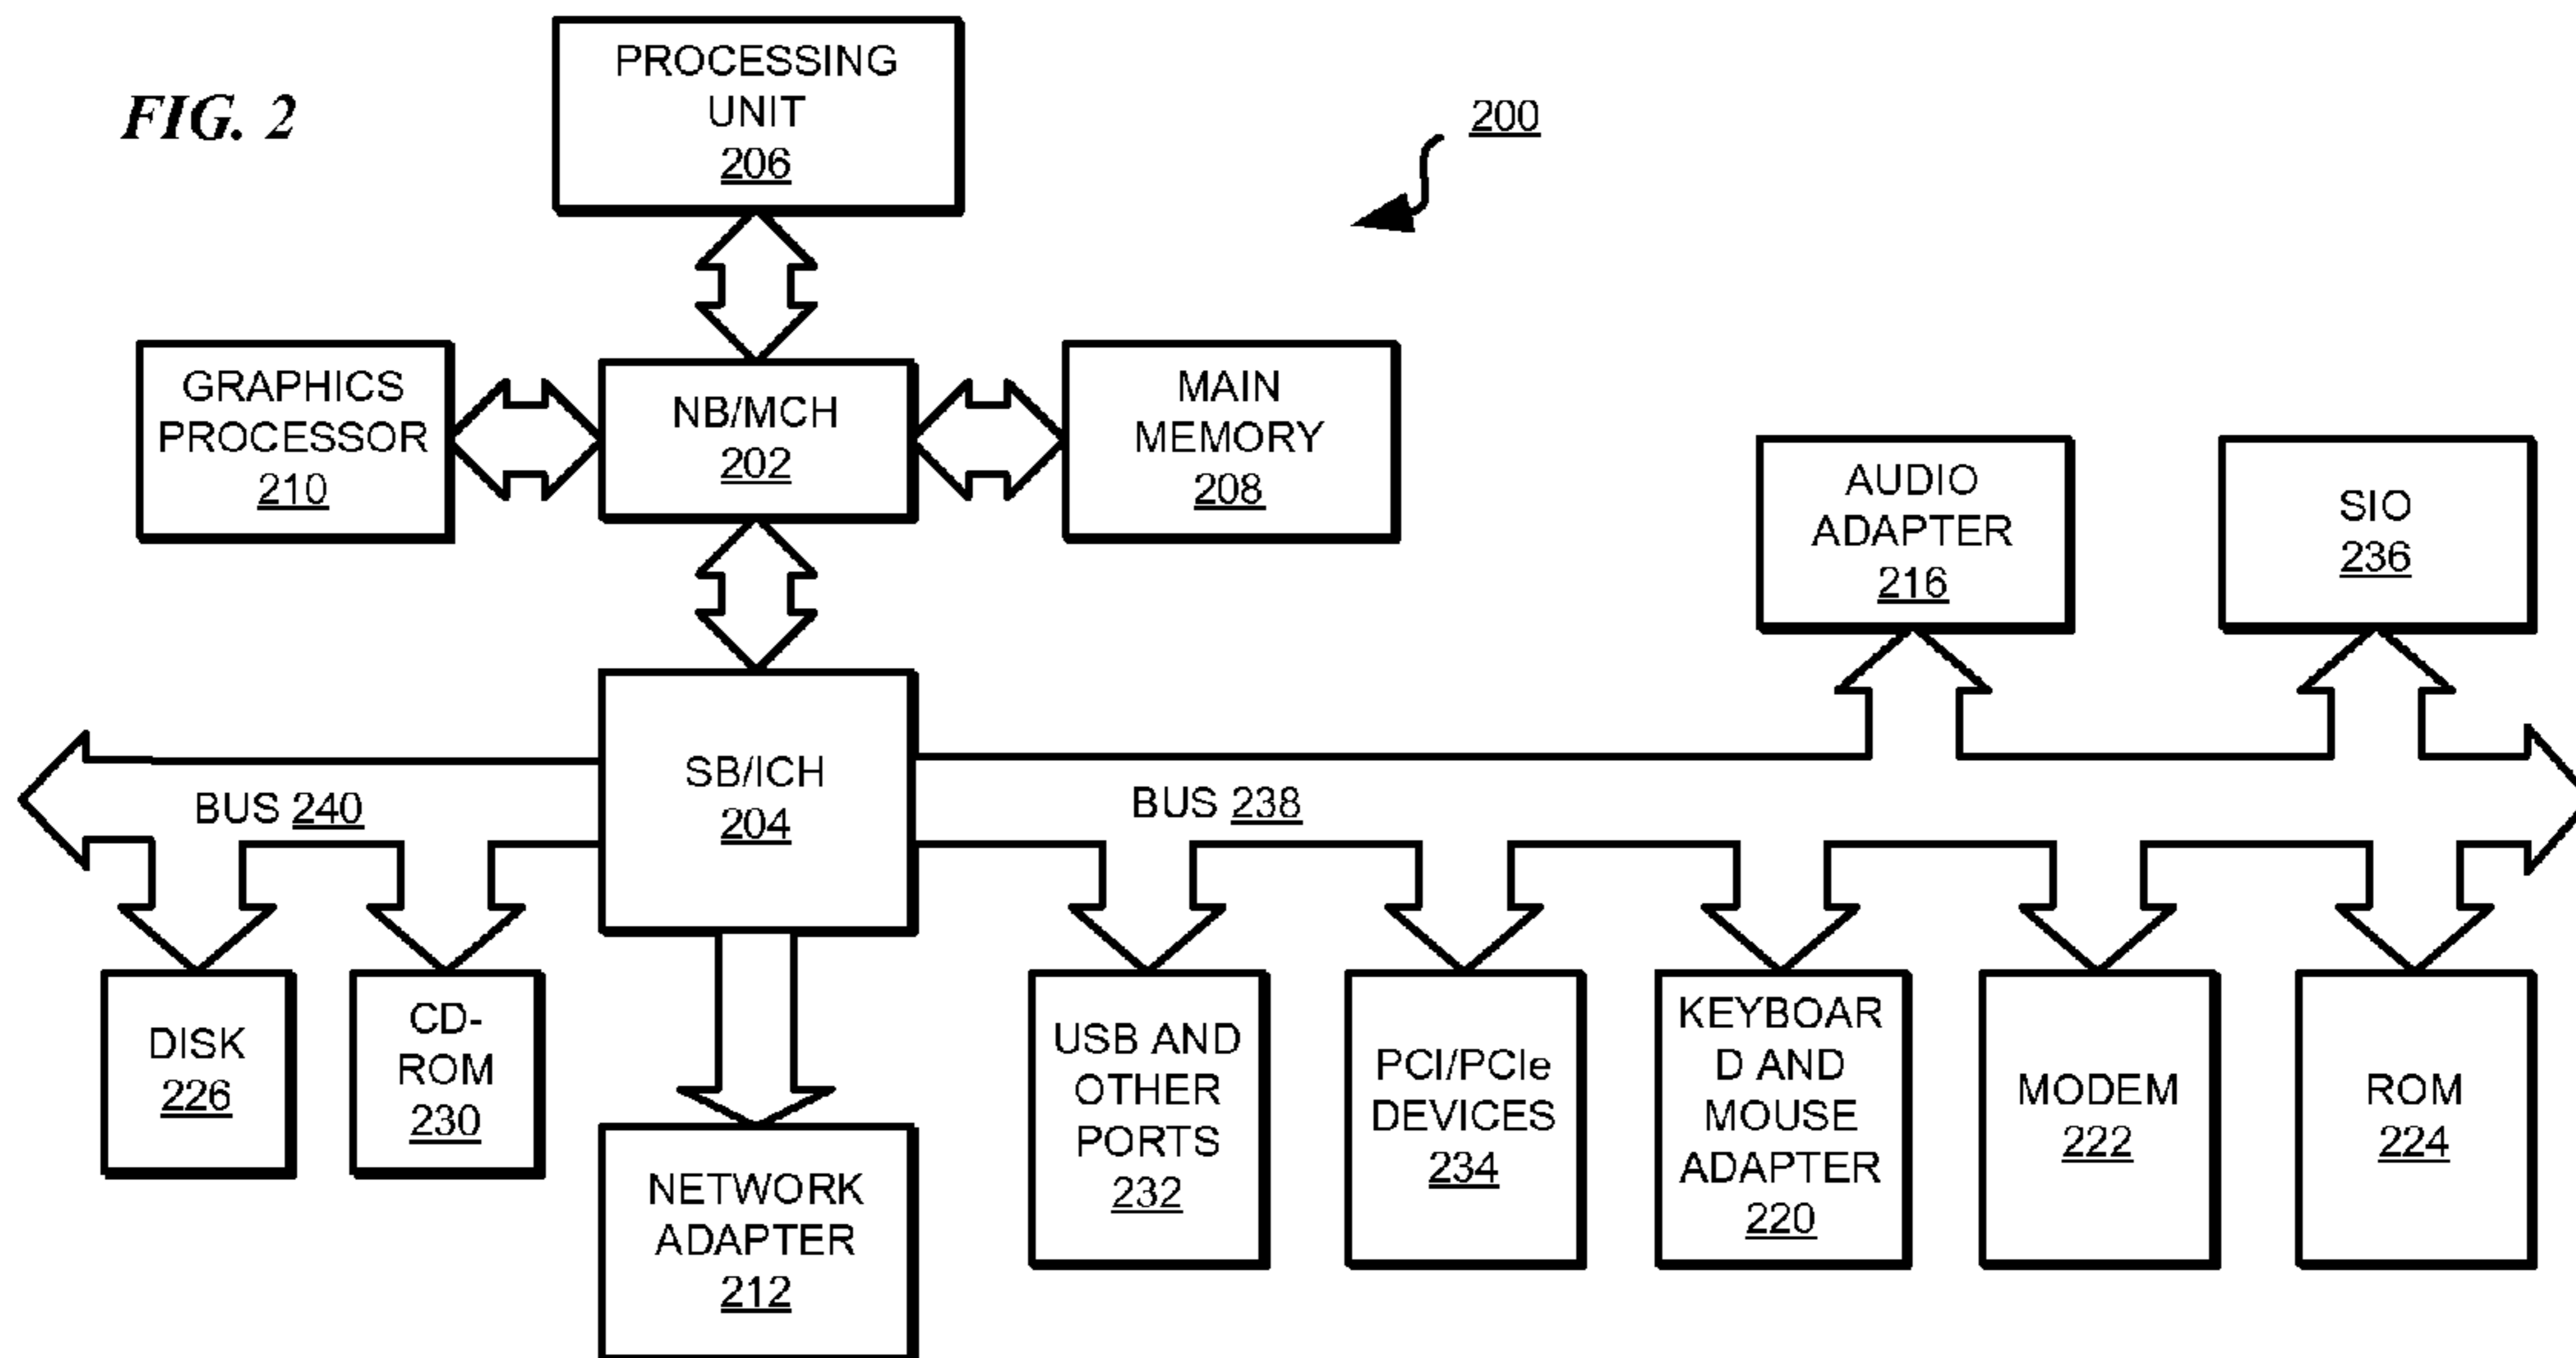 FIG. 2
PROCESSING
UNIT
206
200
GRAPHICS
PROCESSOR
210
NB/MCH
202
MAIN
MEMORY
208
AUDIO
ADAPTER
216
SIO
236
SB/ICH
204
BUS 240
BUS 238
DISK
226
CD-
ROM
230
NETWORK
ADAPTER
212
USB AND
OTHER
PORTS
232
PCI/PCIe
DEVICES
234
KEYBOAR
D AND
MOUSE
ADAPTER
220
MODEM
222
ROM
224